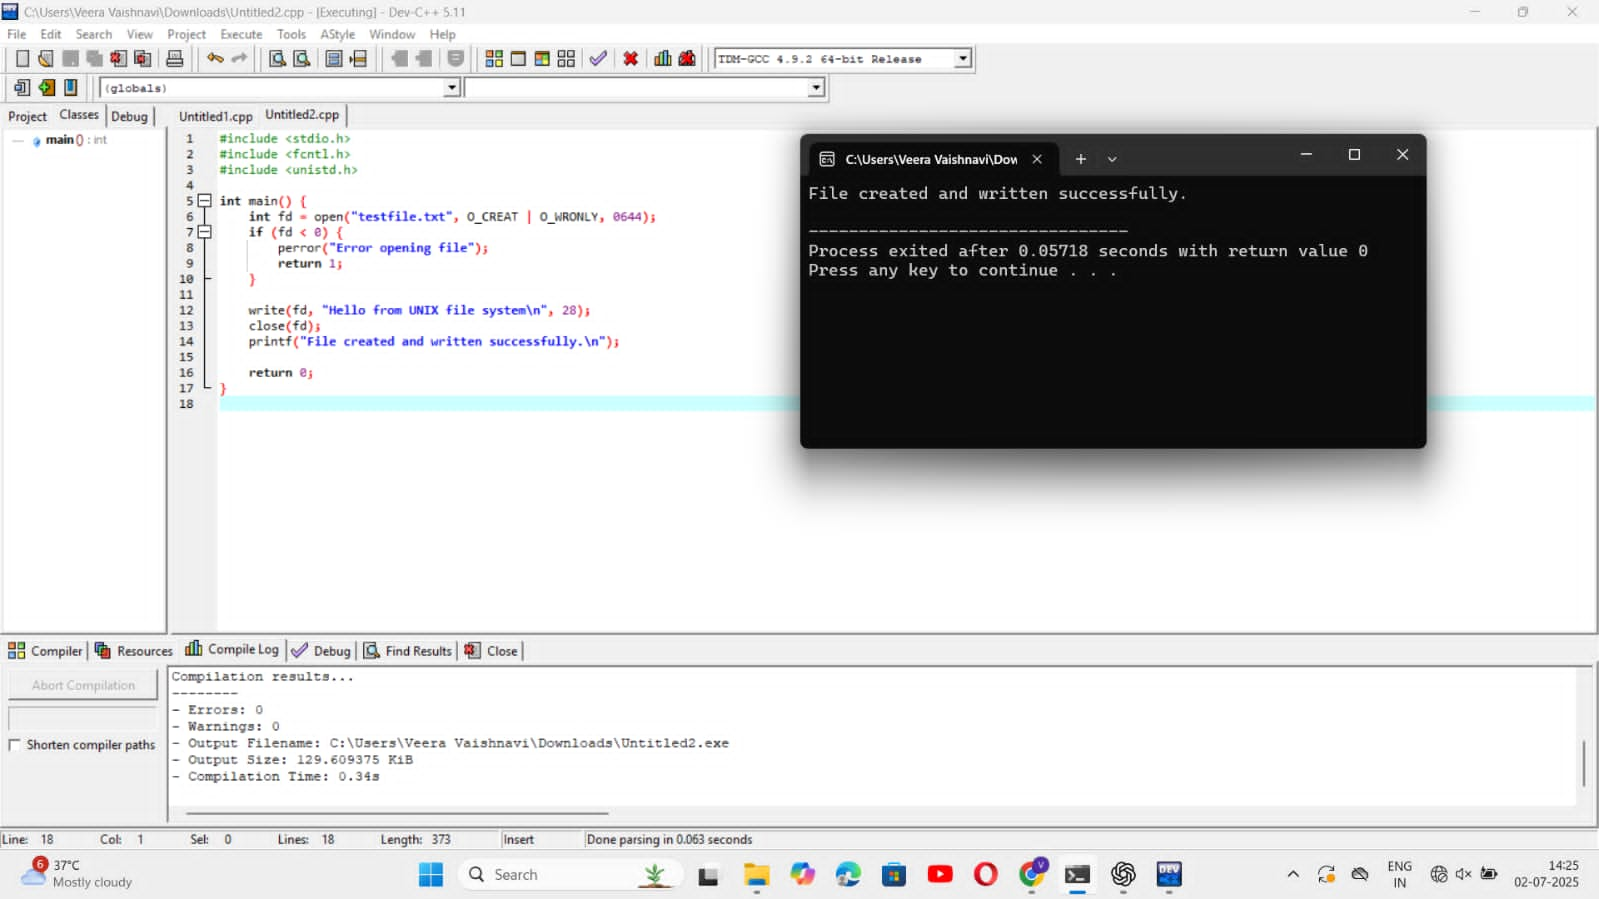 C:\Users\Veera Vaishnavi\Downloads\Untitled2.cpp - [Executing] - Dev-C++ 5.11
File Edit Search View Project Execute Tools AStyle Window Help
TDM-GCC 4.9.2 64-bit Release
(globals)
Project Classes Debug
Untitled1.cpp Untitled2.cpp
main() : int
1 #include <stdio.h>
2 #include <fcntl.h>
3 #include <unistd.h>
4
5 int main() {
6 int fd = open("testfile.txt", O_CREAT | O_WRONLY, 0644);
7 if (fd < 0) {
8 perror("Error opening file");
9 return 1;
10 }
11
12 write(fd, "Hello from UNIX file system\n", 28);
13 close(fd);
14 printf("File created and written successfully.\n");
15
16 return 0;
17 }
18
C:\Users\Veera Vaishnavi\Dow
File created and written successfully.
--------------------------------
Process exited after 0.05718 seconds with return value 0
Press any key to continue . . .
Compiler Resources Compile Log Debug Find Results Close
Abort Compilation
Shorten compiler paths
Compilation results...
--------
- Errors: 0
- Warnings: 0
- Output Filename: C:\Users\Veera Vaishnavi\Downloads\Untitled2.exe
- Output Size: 129.609375 KiB
- Compilation Time: 0.34s
Line: 18 Col: 1 Sel: 0 Lines: 18 Length: 373 Insert Done parsing in 0.063 seconds
6
37°C
Mostly cloudy
Search
V
DEV
ENG
IN
14:25
02-07-2025